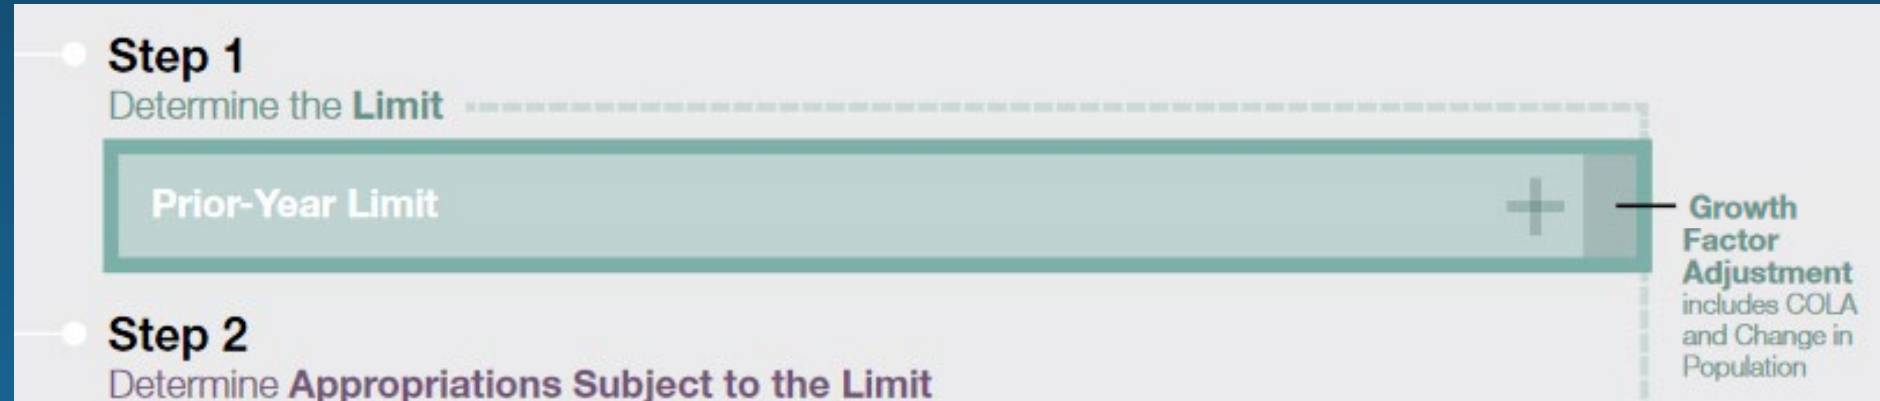 Step 1
Determine the Limit
Prior-Year Limit
+
Growth
Factor
Adjustment
includes COLA
and Change in
Population
Step 2
Determine Appropriations Subject to the Limit